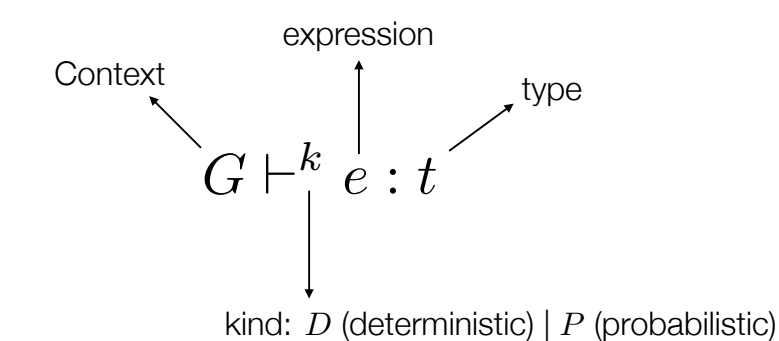 expression
Context
type
G ⊢^k e : t
kind: D (deterministic) | P (probabilistic)